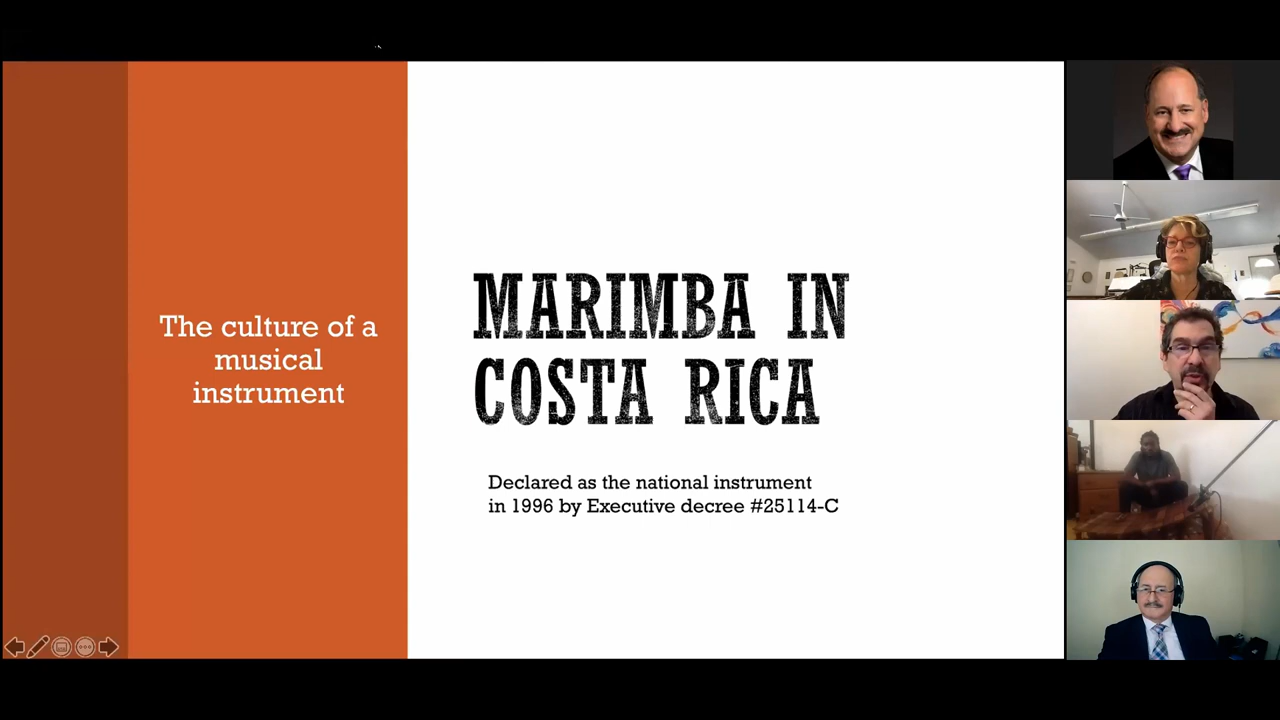 The culture of a
musical
instrument
MARIMBA IN
COSTA RICA
Declared as the national instrument
in 1996 by Executive decree #25114-C